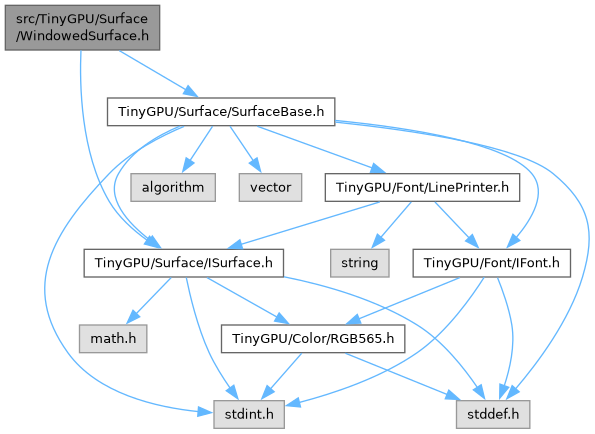 src/TinyGPU/Surface
/WindowedSurface.h
TinyGPU/Surface/SurfaceBase.h
algorithm
vector
TinyGPU/Font/LinePrinter.h
TinyGPU/Surface/ISurface.h
string
TinyGPU/Font/IFont.h
math.h
TinyGPU/Color/RGB565.h
stdint.h
stddef.h